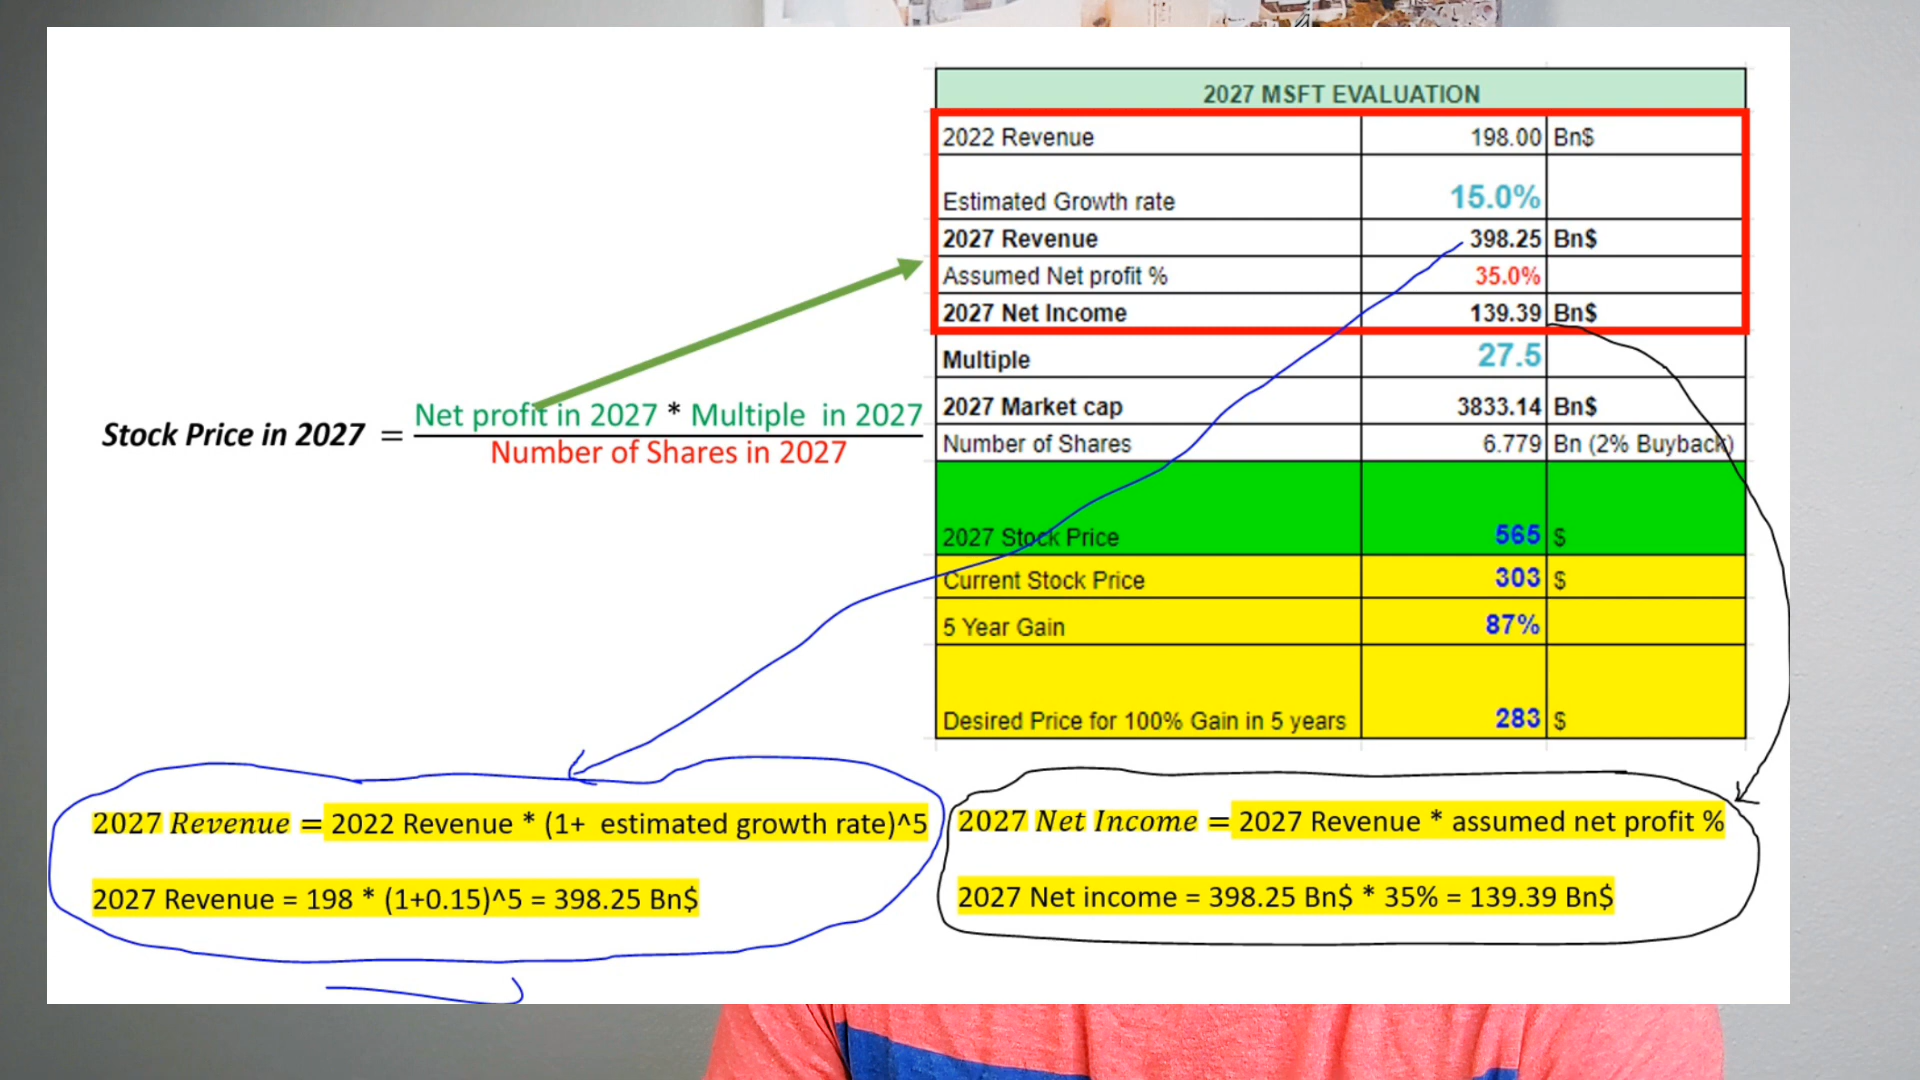 2027 MSFT EVALUATION
2022 Revenue 198.00 Bn$
Estimated Growth rate 15.0%
2027 Revenue 398.25 Bn$
Assumed Net profit % 35.0%
2027 Net Income 139.39 Bn$
Multiple 27.5
2027 Market cap 3833.14 Bn$
Number of Shares 6.779 Bn (2% Buyback)
2027 Stock Price 565 $
Current Stock Price 303 $
5 Year Gain 87%
Desired Price for 100% Gain in 5 years 283 $
Net profit in 2027 * Multiple in 2027
Stock Price in 2027 =
Number of Shares in 2027
2027 Revenue = 2022 Revenue * (1+ estimated growth rate)^5
2027 Revenue = 198 * (1+0.15)^5 = 398.25 Bn$
2027 Net Income = 2027 Revenue * assumed net profit %
2027 Net income = 398.25 Bn$ * 35% = 139.39 Bn$